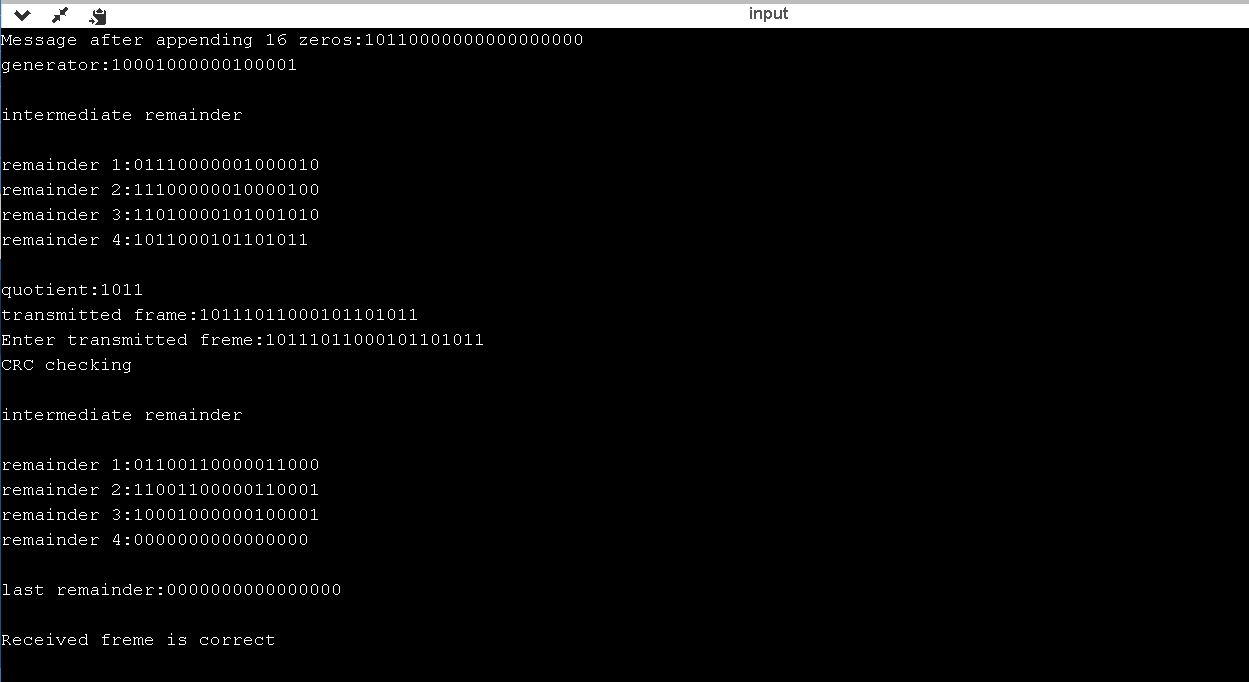 input
Message after appending 16 zeros:10110000000000000000
generator:10001000000100001
intermediate remainder
remainder 1:01110000001000010
remainder 2:11100000010000100
remainder 3:11010000101001010
remainder 4:1011000101101011
quotient:1011
transmitted frame:10111011000101101011
Enter transmitted freme:10111011000101101011
CRC checking
intermediate remainder
remainder 1:01100110000011000
remainder 2:11001100000110001
remainder 3:10001000000100001
remainder 4:0000000000000000
last remainder:0000000000000000
Received freme is correct